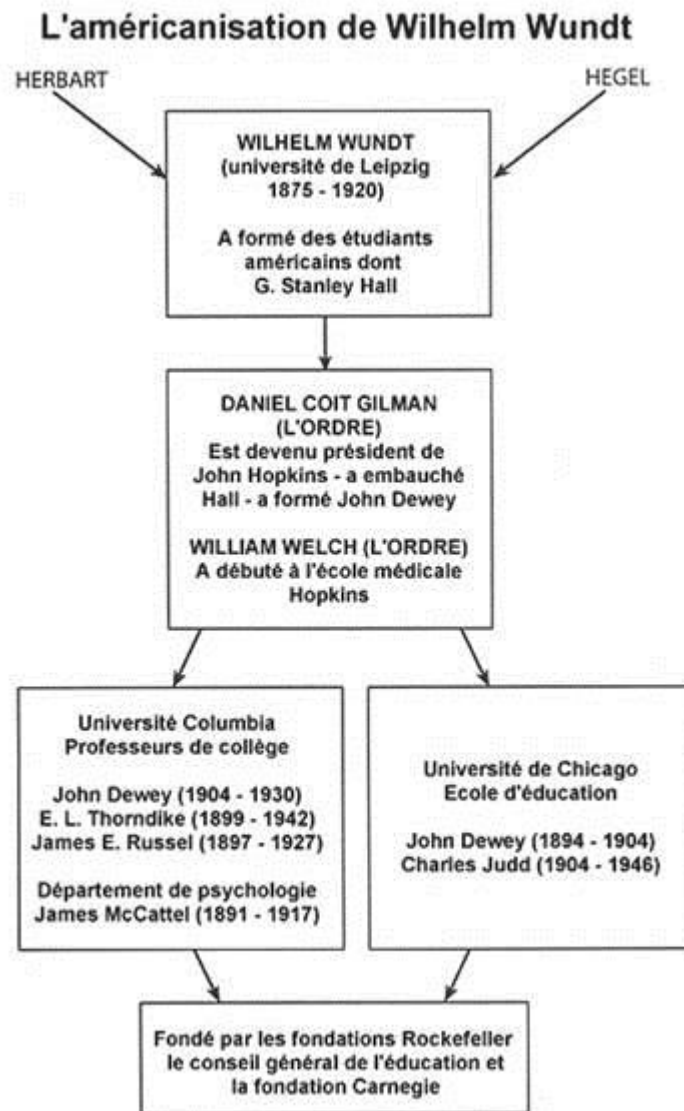 L'américanisation de Wilhelm Wundt
HERBART
HEGEL
WILHELM WUNDT
(université de Leipzig
1875 - 1920)
A formé des étudiants
américains dont
G. Stanley Hall
DANIEL COIT GILMAN
(L'ORDRE)
Est devenu président de
John Hopkins - a embauché
Hall - a formé John Dewey
WILLIAM WELCH (L'ORDRE)
A débuté à l'école médicale
Hopkins
Université Columbia
Professeurs de collège
John Dewey (1904 - 1930)
E. L. Thorndike (1899 - 1942)
James E. Russel (1897 - 1927)
Département de psychologie
James McCattel (1891 - 1917)
Université de Chicago
Ecole d'éducation
John Dewey (1894 - 1904)
Charles Judd (1904 - 1946)
Fondé par les fondations Rockefeller
le conseil général de l'éducation et
la fondation Carnegie